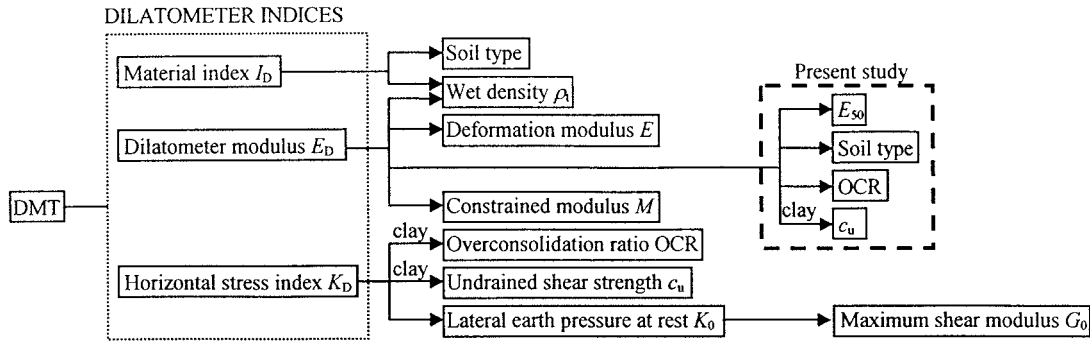 DILATOMETER INDICES
Soil type
Material index I_D
Wet density ρ_t
Present study
E_50
Deformation modulus E
Dilatometer modulus E_D
Soil type
OCR
DMT
Constrained modulus M
clay
c_u
clay
Overconsolidation ratio OCR
Horizontal stress index K_D
clay
Undrained shear strength c_u
Lateral earth pressure at rest K_0
Maximum shear modulus G_0